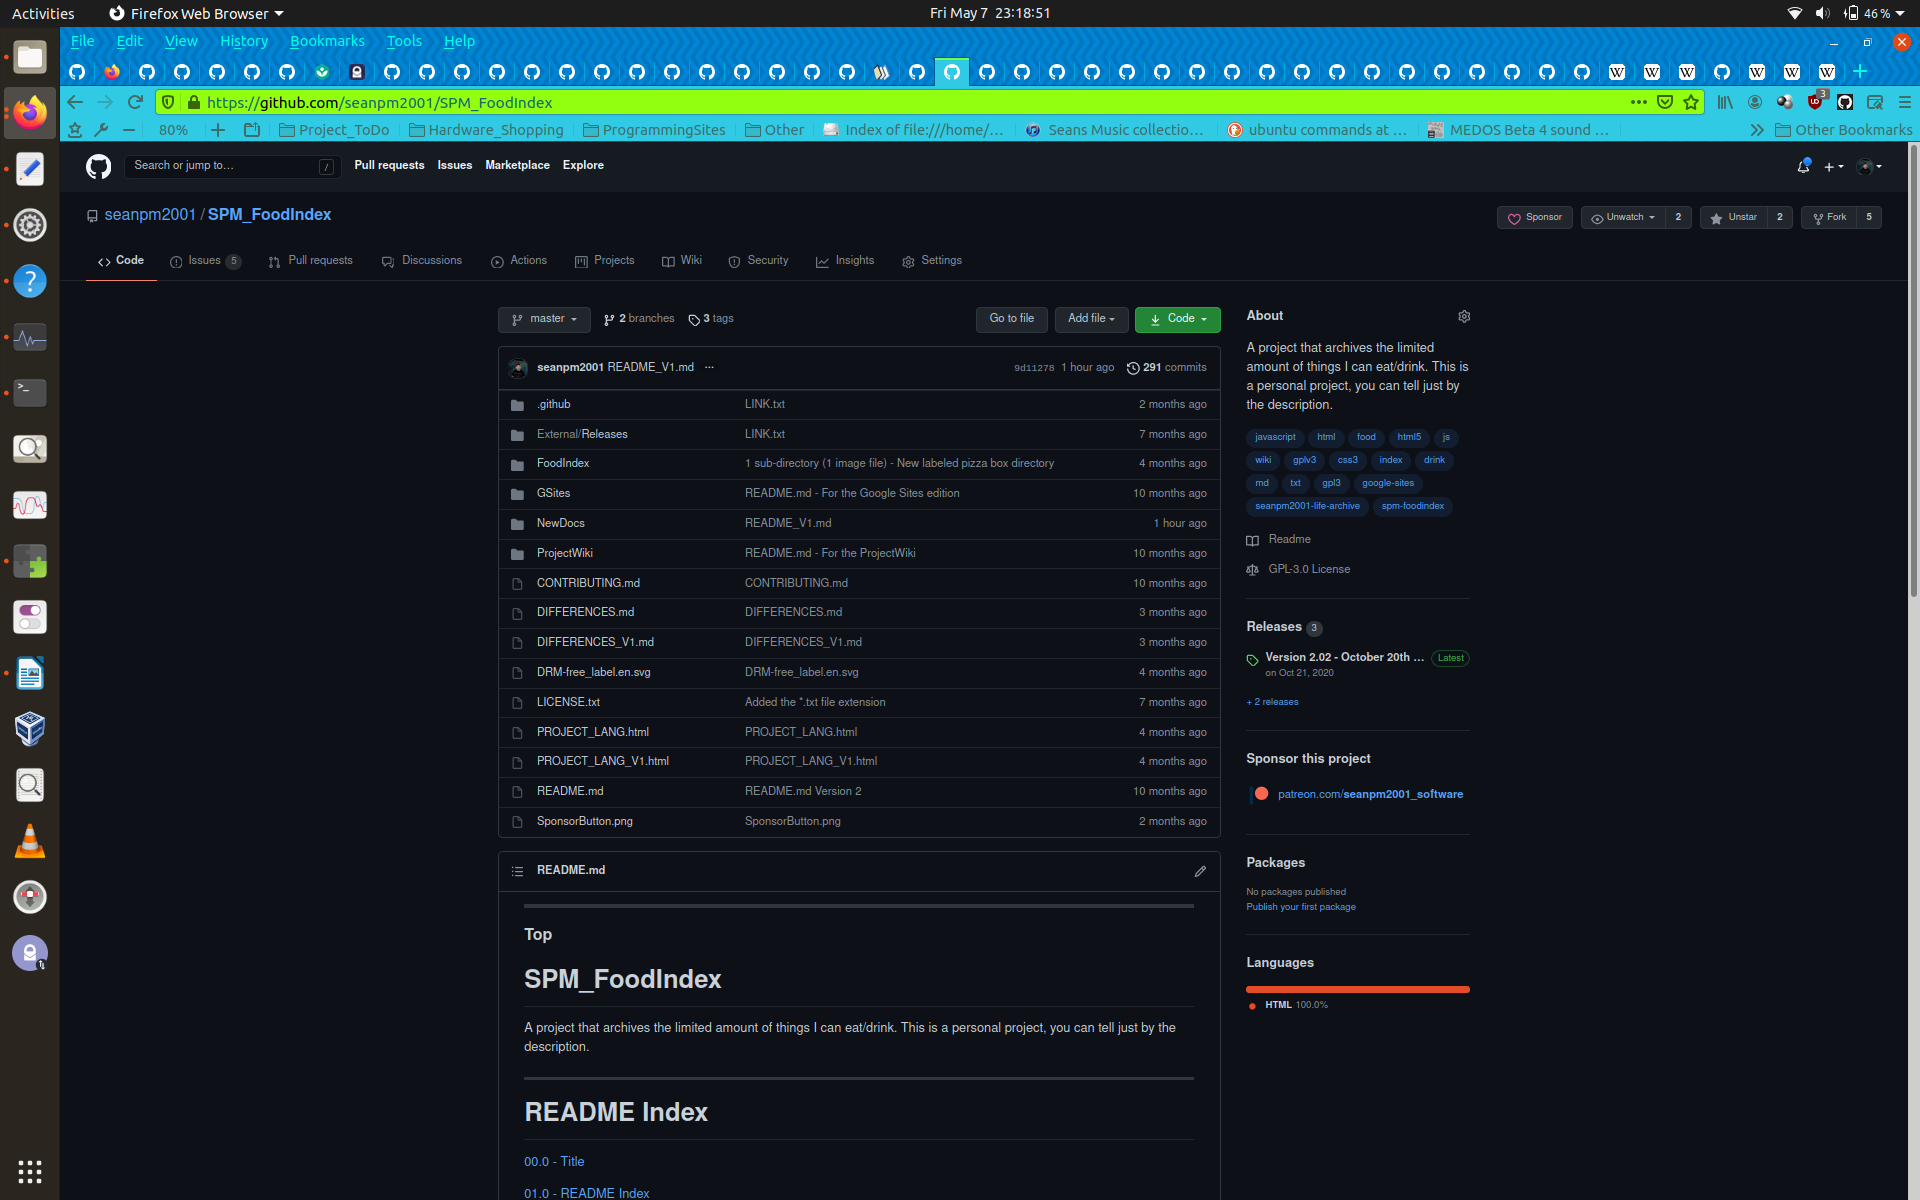 Activities Firefox Web Browser Fri May 7 23:18:51 46%
File Edit View History Bookmarks Tools Help
https://github.com/seanpm2001/SPM_FoodIndex 3
80% Project_ToDo Hardware_Shopping ProgrammingSites Other Index of file:///home/... Seans Music collectio... ubuntu commands at ... MEDOS Beta 4 sound ... Other Bookmarks
Search or jump to... / Pull requests Issues Marketplace Explore
seanpm2001 / SPM_FoodIndex Sponsor Unwatch 2 Unstar 2 Fork 5
Code Issues 5 Pull requests Discussions Actions Projects Wiki Security Insights Settings
master 2 branches 3 tags Go to file Add file Code
seanpm2001 README_V1.md ... 9d11278 1 hour ago 291 commits
.github LINK.txt 2 months ago
External/Releases LINK.txt 7 months ago
FoodIndex 1 sub-directory (1 image file) - New labeled pizza box directory 4 months ago
GSites README.md - For the Google Sites edition 10 months ago
NewDocs README_V1.md 1 hour ago
ProjectWiki README.md - For the ProjectWiki 10 months ago
CONTRIBUTING.md CONTRIBUTING.md 10 months ago
DIFFERENCES.md DIFFERENCES.md 3 months ago
DIFFERENCES_V1.md DIFFERENCES_V1.md 3 months ago
DRM-free_label.en.svg DRM-free_label.en.svg 4 months ago
LICENSE.txt Added the *.txt file extension 7 months ago
PROJECT_LANG.html PROJECT_LANG.html 4 months ago
PROJECT_LANG_V1.html PROJECT_LANG_V1.html 4 months ago
README.md README.md Version 2 10 months ago
SponsorButton.png SponsorButton.png 2 months ago
README.md
Top
SPM_FoodIndex
A project that archives the limited amount of things I can eat/drink. This is a personal project, you can tell just by the
description.
README Index
00.0 - Title
01.0 - README Index
About
A project that archives the limited
amount of things I can eat/drink. This is
a personal project, you can tell just by
the description.
javascript html food html5 js
wiki gplv3 css3 index drink
md txt gpl3 google-sites
seanpm2001-life-archive spm-foodindex
Readme
GPL-3.0 License
Releases 3
Version 2.02 - October 20th ... Latest
on Oct 21, 2020
+ 2 releases
Sponsor this project
patreon.com/seanpm2001_software
Packages
No packages published
Publish your first package
Languages
HTML 100.0%